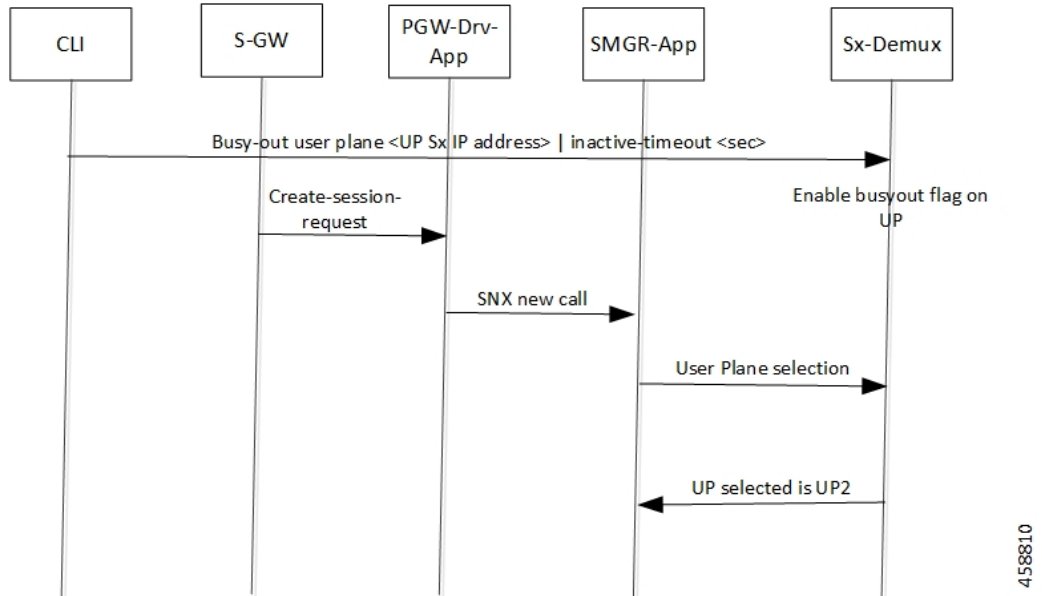 CLI
S-GW
PGW-Drv-
App
SMGR-App
Sx-Demux
Busy-out user plane <UP Sx IP address> | inactive-timeout <sec>
Create-session-
request
Enable busyout flag on
UP
SNX new call
User Plane selection
UP selected is UP2
458810